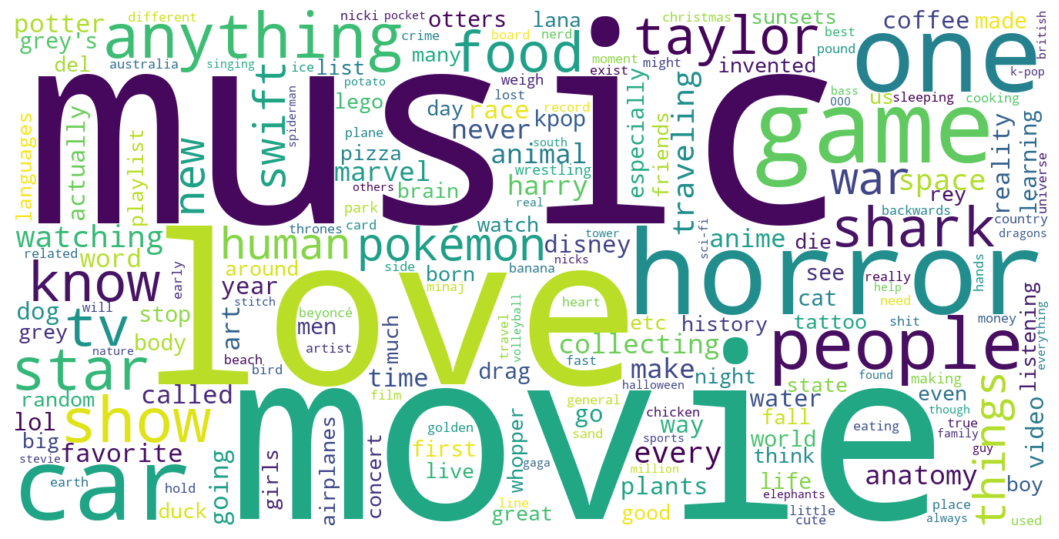 potter
different
grey's
del
australia
languages
actually
playlist
anything
singing
new
swift
nicki
pocket
crime
ice
list
spiderman
potato
plane
others
otters
board
nerd
many
food
lana
weigh
lego
day
race
lost
record
kpop
never
pizza
marvel
brain
south
animal
wrestling
harry
real
especially
friends
christmas
moment
exist
might
taylor
invented
traveling
sunsets
best
pound
bass
000
us
sleeping
coffee
made
british
k-pop
cooking
one
music
game
war
space
rey
reality
learning
universe
country
dragons
backwards
shark
watching
related
word
know
will
early
human
thrones
park
card
pokémon
watch
disney
side
tower
nicks
banana
born
around
year
minaj
sci-fi
anime
die
see
really
cat
help
need
hands
dog
grey
tv
nature
stop
body
art
stitch
beyoncé
men
artist
beach
bird
love
horror
heart
travel
volleyball
etc
history
tattoo
shit
money
listening
everything
star
random
called
much
time
film
drag
fast
collecting
make
night
halloween
state
found
making
people
even
though
true
family
guy
things
video
boy
lol
big
stevie
favorite
show
car
earth
hold
duck
going
girls
airplanes
concert
movie
golden
first
live
gaga
line
whopper
great
general
go
sand
chicken
way
sports
every
million
plants
good
water
fall
world
think
life
elephants
little
cute
eating
anatomy
place
always
used